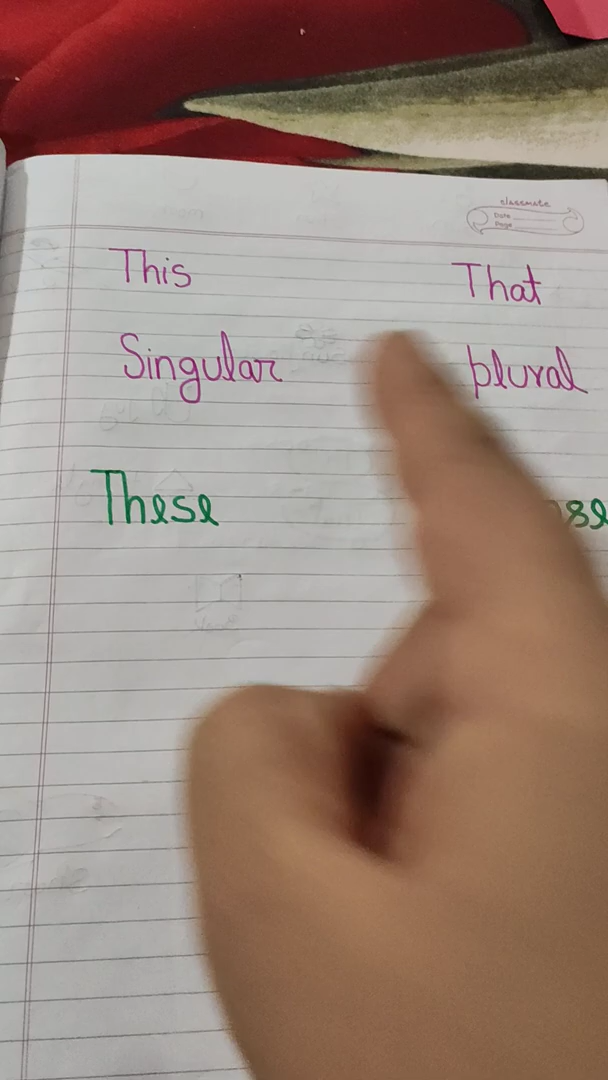 classmate
Date
Page
This That
Singular plural
These